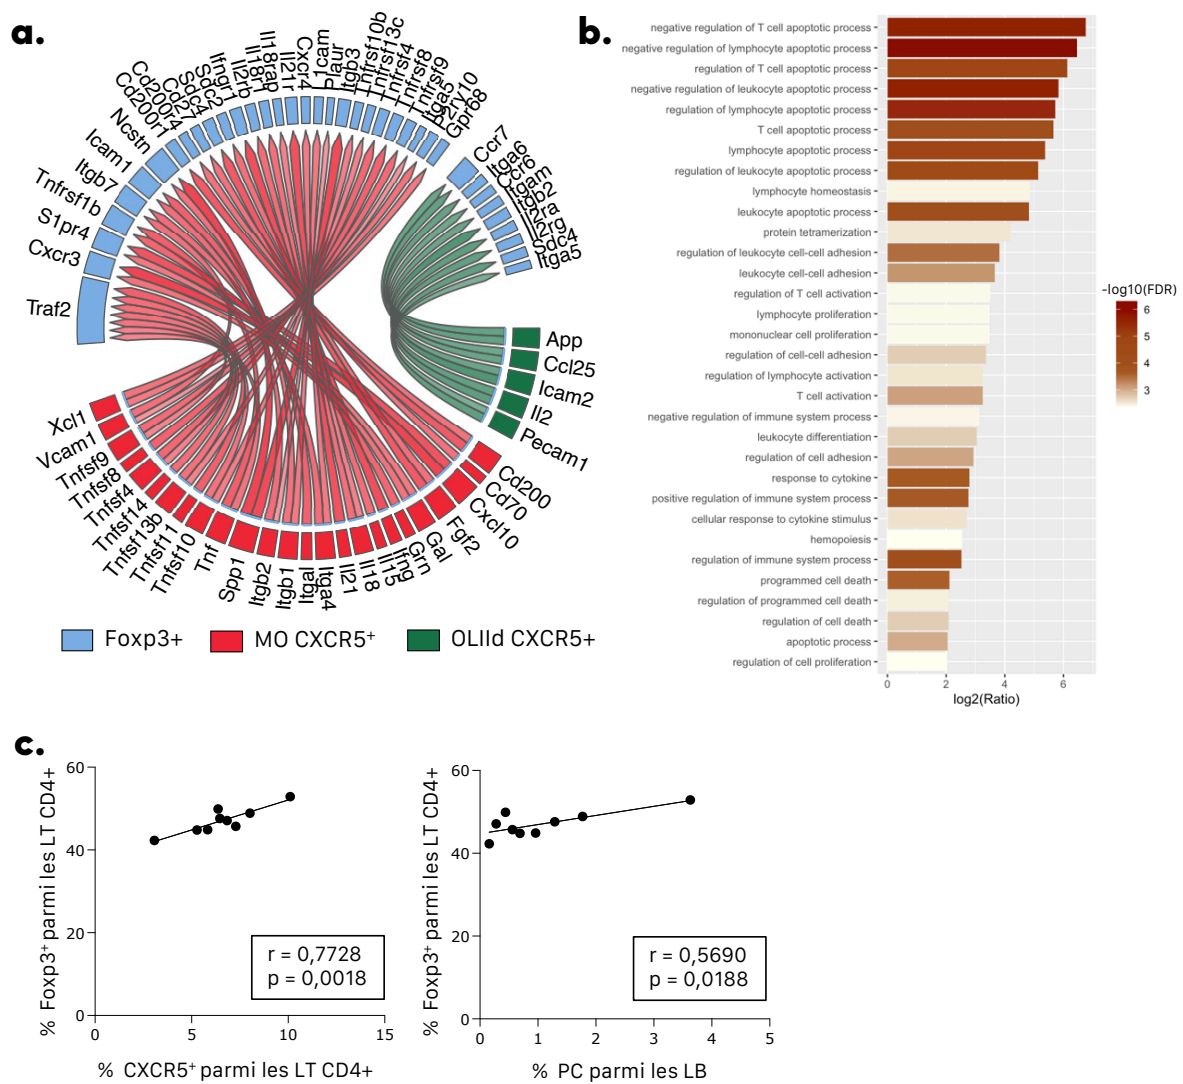 a.
Traf2
Cxcr3
S1pr4
Tnfrsf1b
Itgb7
Icam1
Ncstn
Cd200r1
Cd200r4
Cd27
Sdc4
Sdc2
Ifngr1
Il2rb
Il18r1
Il18rap
Il21r
Cxcr4
L1cam
Plaur
Itgb3
Tnfrsf10b
Tnfrsf13c
Tnfrsf4
Tnfrsf8
Tnfrsf9
Itga5
P2ry10
Gpr68
Ccr7
Itga6
Ccr6
Itgam
Itgb2
Il2ra
Il2rg
Sdc4
Itga5
App
Ccl25
Icam2
Il2
Pecam1
Cd200
Cd70
Cxcl10
Fgf2
Gal
Grn
Ifng
Il15
Il18
Il21
Itga4
Itgb1
Itgb2
Spp1
Tnf
Tnfsf10
Tnfsf11
Tnfsf13b
Tnfsf14
Tnfsf4
Tnfsf8
Tnfsf9
Vcam1
Xcl1
Foxp3+
MO CXCR5⁺
OLIId CXCR5+
b.
negative regulation of T cell apoptotic process
negative regulation of lymphocyte apoptotic process
regulation of T cell apoptotic process
negative regulation of leukocyte apoptotic process
regulation of lymphocyte apoptotic process
T cell apoptotic process
lymphocyte apoptotic process
regulation of leukocyte apoptotic process
lymphocyte homeostasis
leukocyte apoptotic process
protein tetramerization
regulation of leukocyte cell-cell adhesion
leukocyte cell-cell adhesion
regulation of T cell activation
lymphocyte proliferation
mononuclear cell proliferation
regulation of cell-cell adhesion
regulation of lymphocyte activation
T cell activation
negative regulation of immune system process
leukocyte differentiation
regulation of cell adhesion
response to cytokine
positive regulation of immune system process
cellular response to cytokine stimulus
hemopoiesis
regulation of immune system process
programmed cell death
regulation of programmed cell death
regulation of cell death
apoptotic process
regulation of cell proliferation
0 2 4 6
log2(Ratio)
-log10(FDR)
6
5
4
3
c.
% Foxp3⁺ parmi les LT CD4+
60
40
20
0
r = 0,7728
p = 0,0018
0 5 10 15
% CXCR5⁺ parmi les LT CD4+
% Foxp3⁺ parmi les LT CD4+
60
40
20
0
r = 0,5690
p = 0,0188
0 1 2 3 4 5
% PC parmi les LB